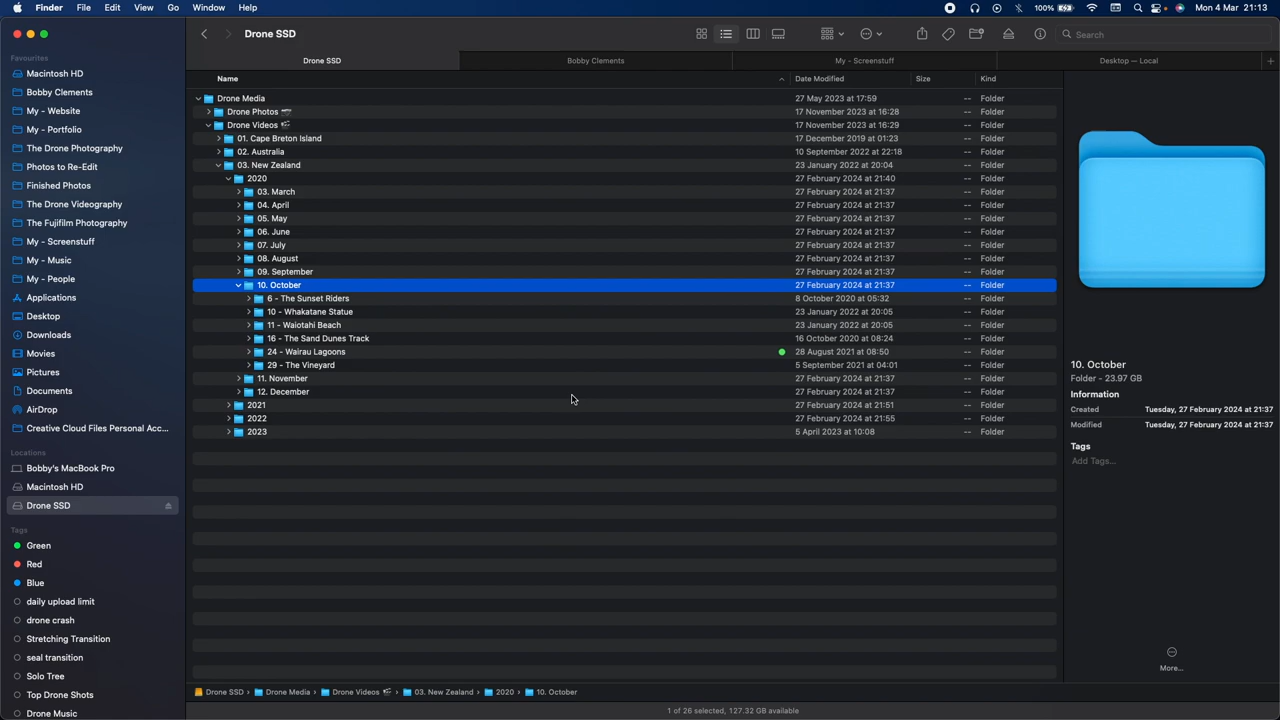 Finder File Edit View Go Window Help 100% Mon 4 Mar 21:13
Drone SSD Search
Drone SSD Bobby Clements My - Screenstuff Desktop — Local +
Favourites
Macintosh HD
Bobby Clements
My - Website
My - Portfolio
The Drone Photography
Photos to Re-Edit
Finished Photos
The Drone Videography
The Fujifilm Photography
My - Screenstuff
My - Music
My - People
Applications
Desktop
Downloads
Movies
Pictures
Documents
AirDrop
Creative Cloud Files Personal Acc...
Locations
Bobby's MacBook Pro
Macintosh HD
Drone SSD
Tags
Green
Red
Blue
daily upload limit
drone crash
Stretching Transition
seal transition
Solo Tree
Top Drone Shots
Drone Music
Name Date Modified Size Kind
Drone Media 27 May 2023 at 17:59 -- Folder
Drone Photos 17 November 2023 at 16:28 -- Folder
Drone Videos 17 November 2023 at 16:29 -- Folder
01. Cape Breton Island 17 December 2019 at 01:23 -- Folder
02. Australia 10 September 2022 at 22:18 -- Folder
03. New Zealand 23 January 2022 at 20:04 -- Folder
2020 27 February 2024 at 21:40 -- Folder
03. March 27 February 2024 at 21:37 -- Folder
04. April 27 February 2024 at 21:37 -- Folder
05. May 27 February 2024 at 21:37 -- Folder
06. June 27 February 2024 at 21:37 -- Folder
07. July 27 February 2024 at 21:37 -- Folder
08. August 27 February 2024 at 21:37 -- Folder
09. September 27 February 2024 at 21:37 -- Folder
10. October 27 February 2024 at 21:37 -- Folder
6 - The Sunset Riders 8 October 2020 at 05:32 -- Folder
10 - Whakatane Statue 23 January 2022 at 20:05 -- Folder
11 - Waiotahi Beach 23 January 2022 at 20:05 -- Folder
16 - The Sand Dunes Track 16 October 2020 at 08:24 -- Folder
24 - Wairau Lagoons 28 August 2021 at 08:50 -- Folder
29 - The Vineyard 5 September 2021 at 04:01 -- Folder
11. November 27 February 2024 at 21:37 -- Folder
12. December 27 February 2024 at 21:37 -- Folder
2021 27 February 2024 at 21:51 -- Folder
2022 27 February 2024 at 21:55 -- Folder
2023 5 April 2023 at 10:08 -- Folder
10. October
Folder - 23.97 GB
Information
Created Tuesday, 27 February 2024 at 21:37
Modified Tuesday, 27 February 2024 at 21:37
Tags
Add Tags...
More...
Drone SSD › Drone Media › Drone Videos › 03. New Zealand › 2020 › 10. October
1 of 26 selected, 127.32 GB available